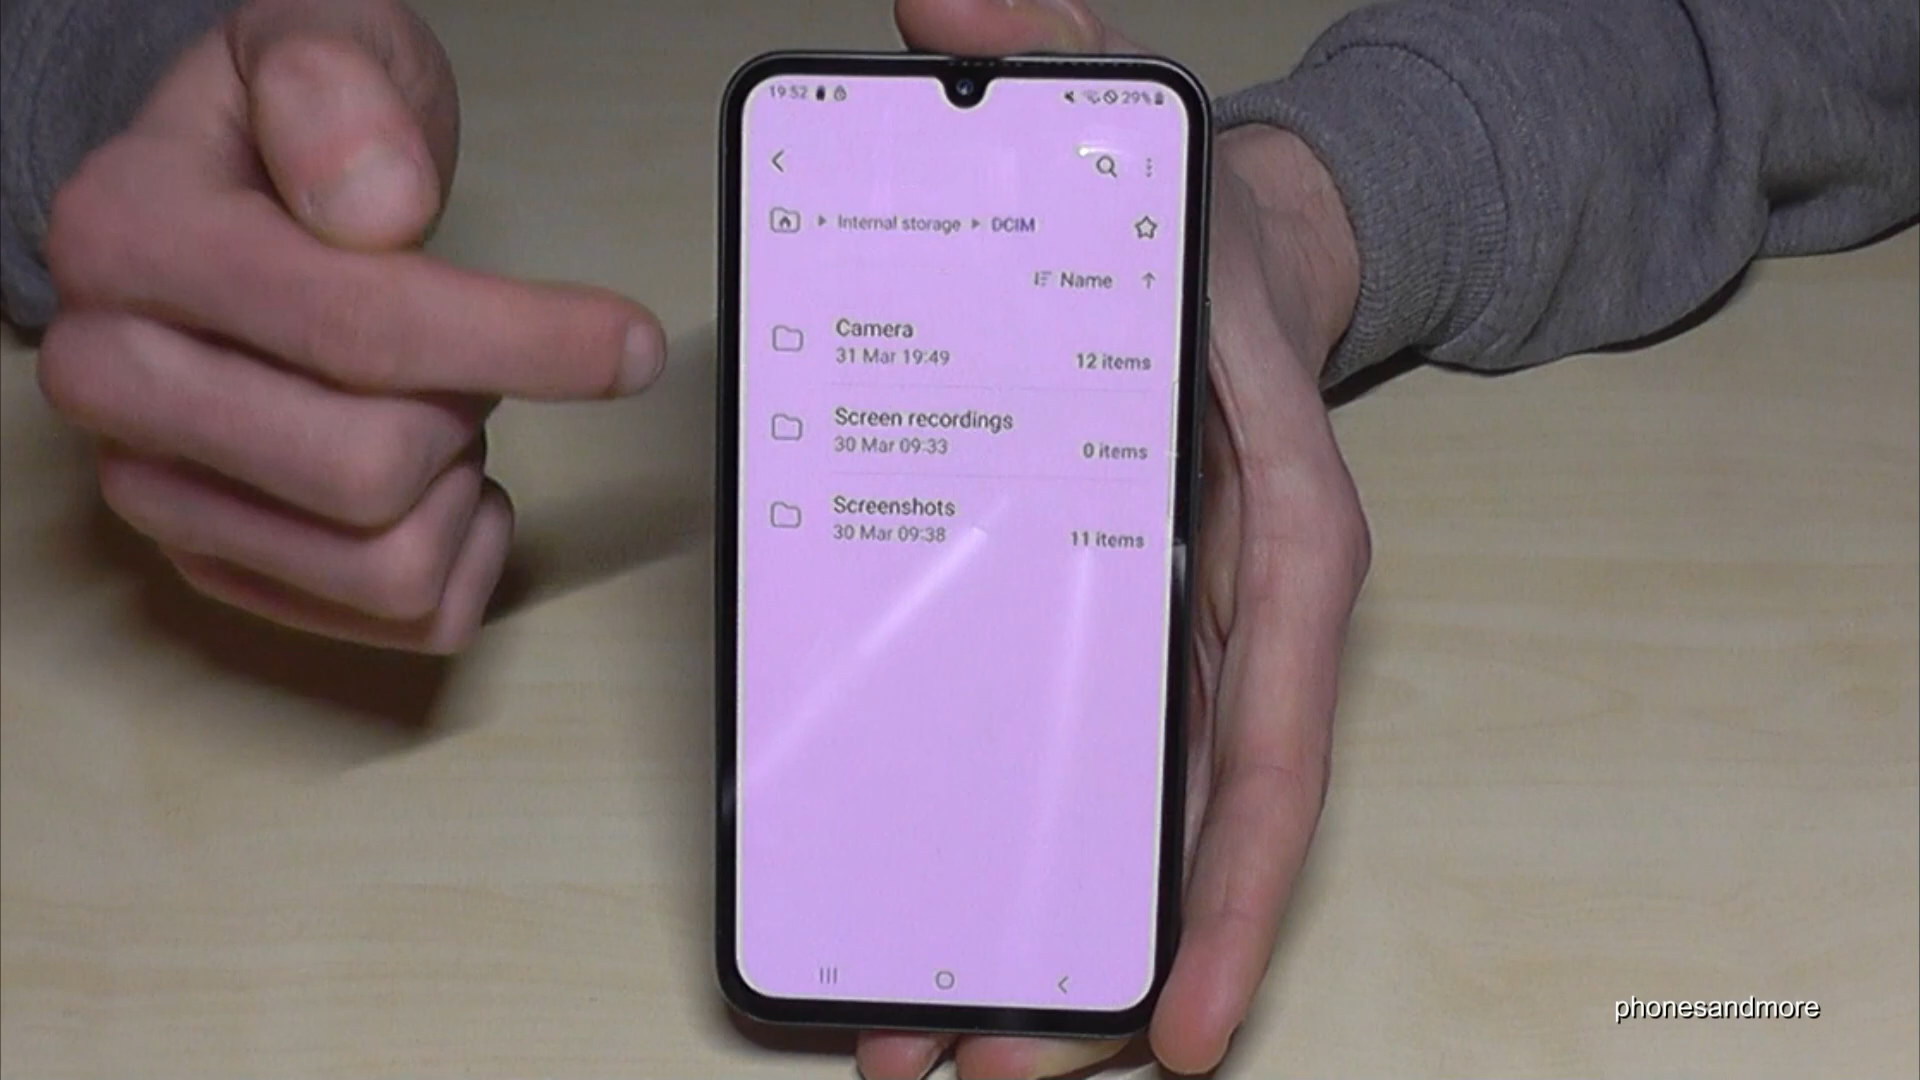 19:52
29%
Internal storage DCIM
Name
Camera
31 Mar 19:49
12 items
Screen recordings
30 Mar 09:33
0 items
Screenshots
30 Mar 09:38
11 items
phonesandmore